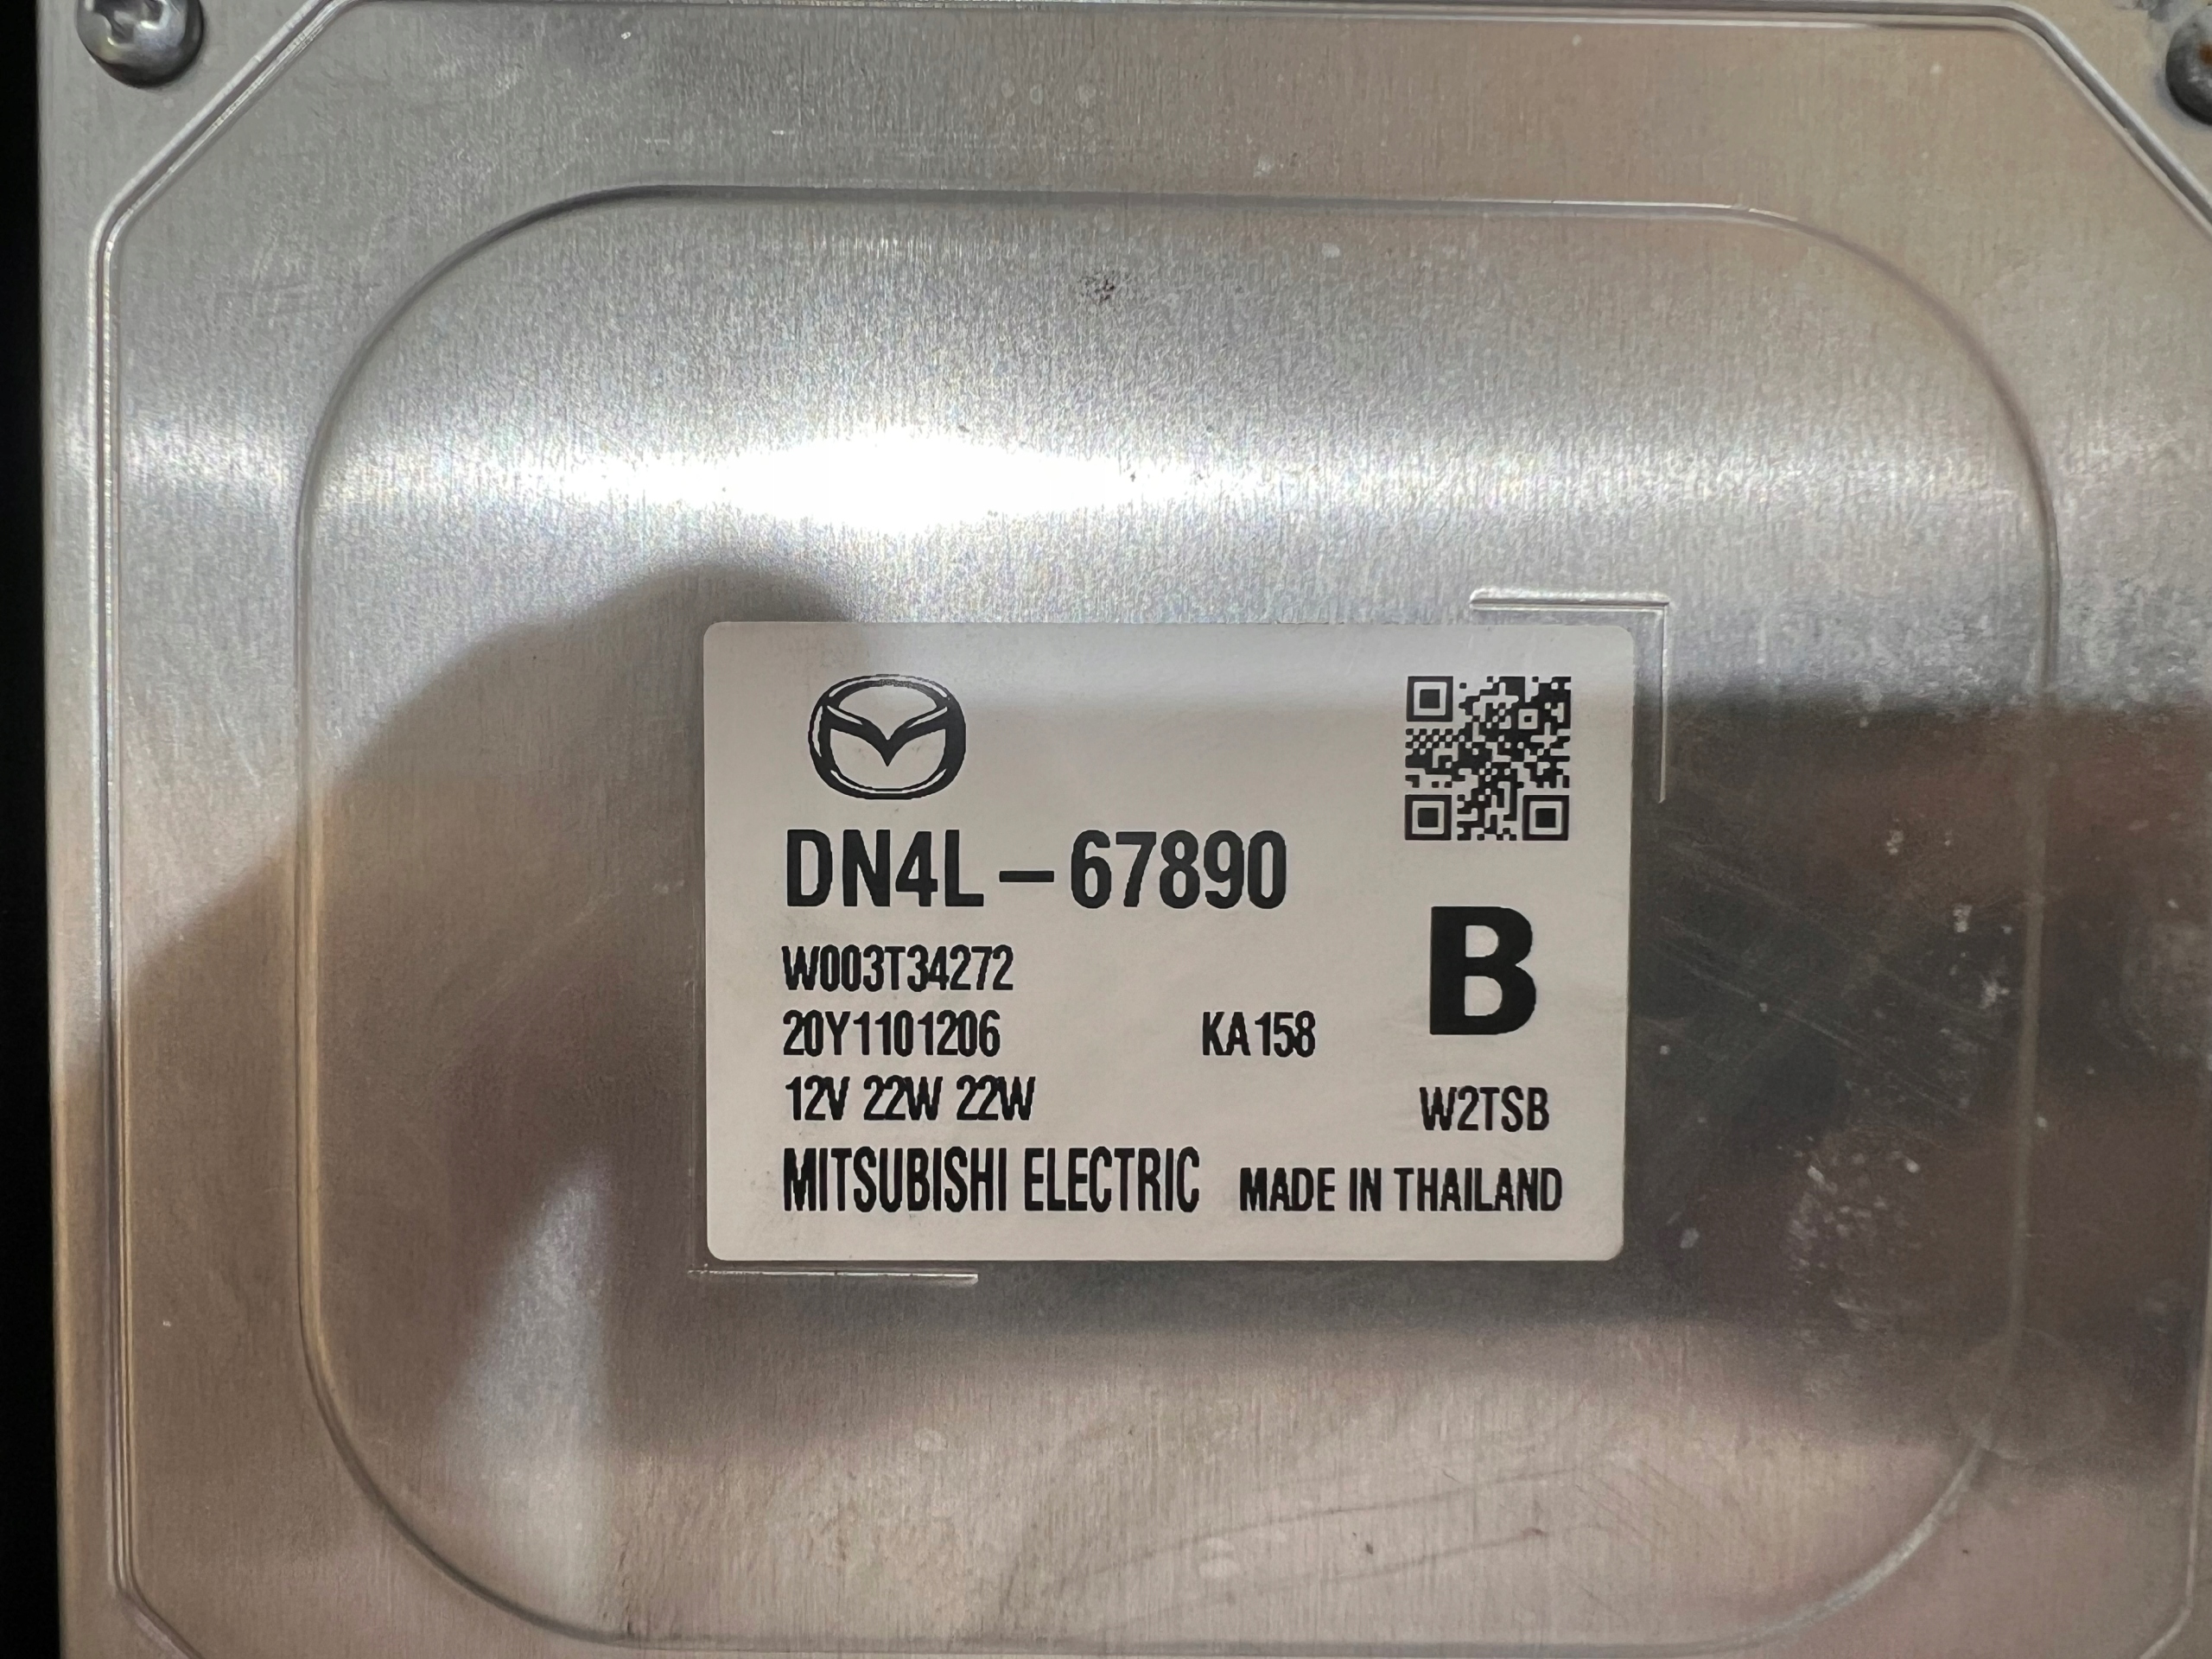 DN4L-67890
B
W003T34272
20Y1101206 KA158
12V 22W 22W
W2TSB
MITSUBISHI ELECTRIC MADE IN THAILAND